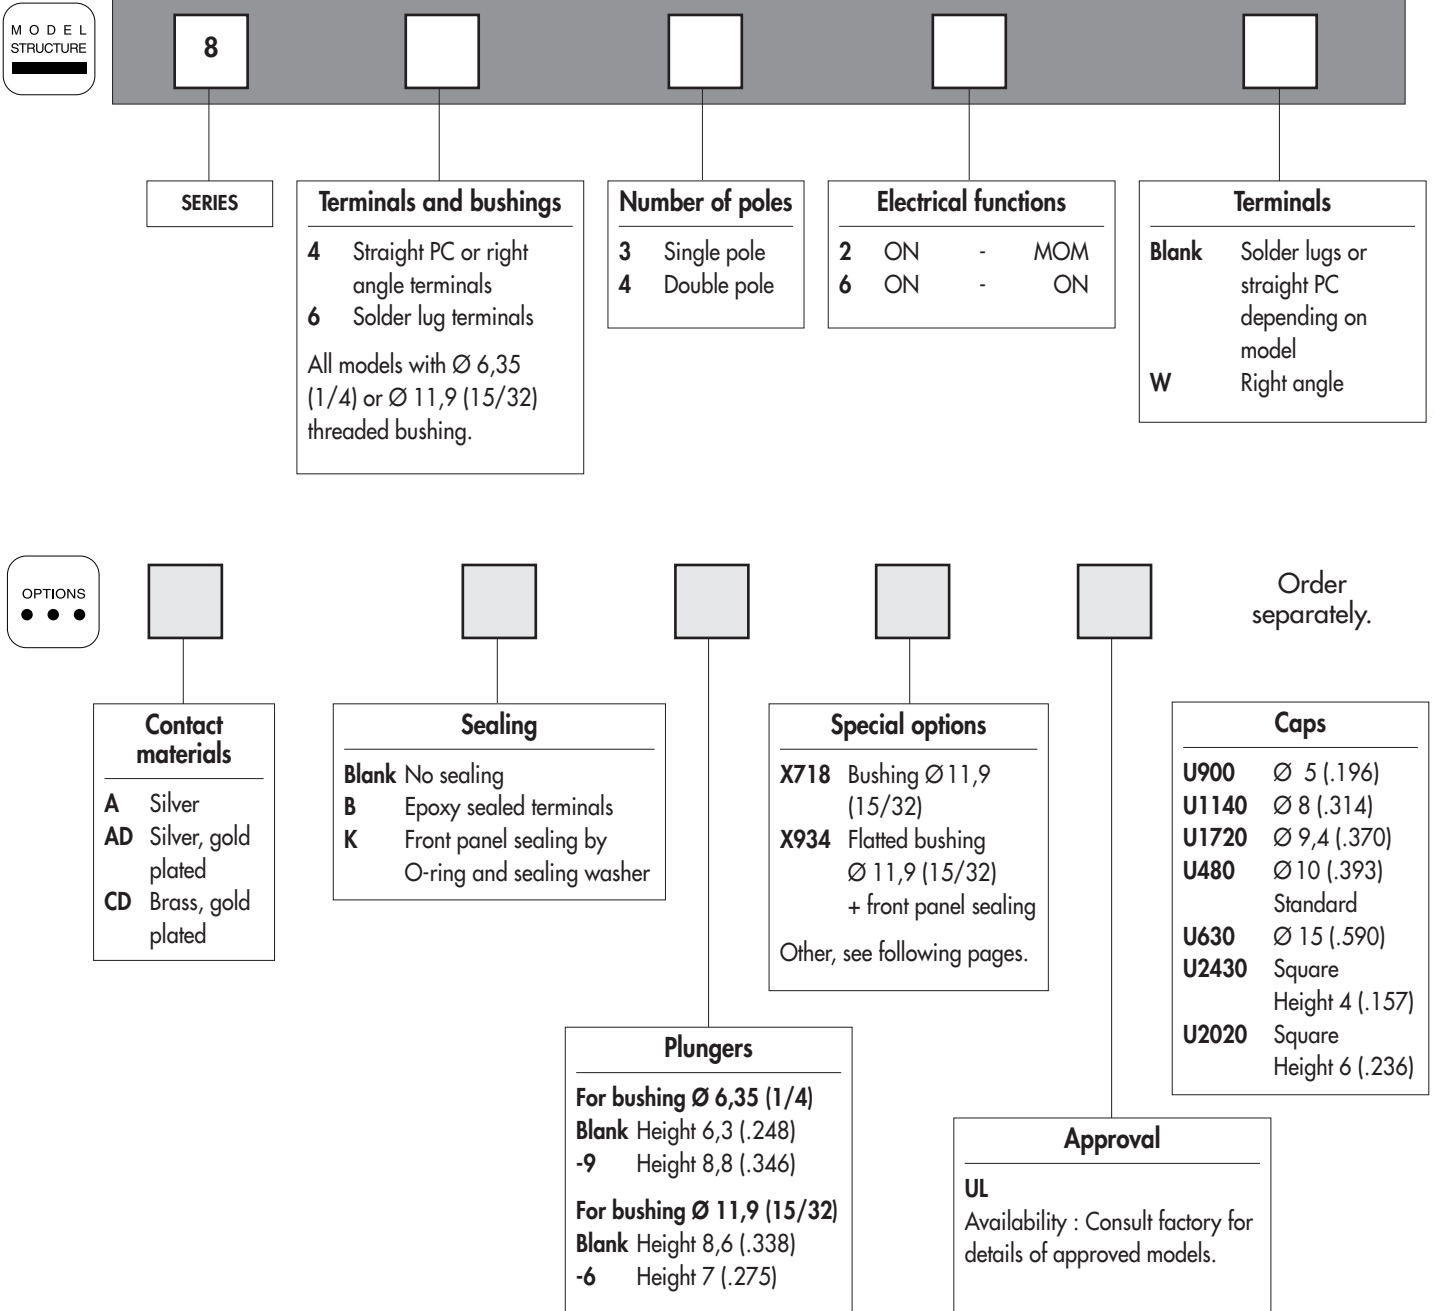 MODEL
STRUCTURE
8
SERIES
Terminals and bushings
4 Straight PC or right
angle terminals
6 Solder lug terminals
All models with Ø 6,35
(1/4) or Ø 11,9 (15/32)
threaded bushing.
Number of poles
3 Single pole
4 Double pole
Electrical functions
2 ON - MOM
6 ON - ON
Terminals
Blank Solder lugs or
straight PC
depending on
model
W Right angle
OPTIONS
Order
separately.
Contact
materials
A Silver
AD Silver, gold
plated
CD Brass, gold
plated
Sealing
Blank No sealing
B Epoxy sealed terminals
K Front panel sealing by
O-ring and sealing washer
Plungers
For bushing Ø 6,35 (1/4)
Blank Height 6,3 (.248)
-9 Height 8,8 (.346)
For bushing Ø 11,9 (15/32)
Blank Height 8,6 (.338)
-6 Height 7 (.275)
Special options
X718 Bushing Ø 11,9
(15/32)
X934 Flatted bushing
Ø 11,9 (15/32)
+ front panel sealing
Other, see following pages.
Approval
UL
Availability : Consult factory for
details of approved models.
Caps
U900 Ø 5 (.196)
U1140 Ø 8 (.314)
U1720 Ø 9,4 (.370)
U480 Ø 10 (.393)
Standard
U630 Ø 15 (.590)
U2430 Square
Height 4 (.157)
U2020 Square
Height 6 (.236)